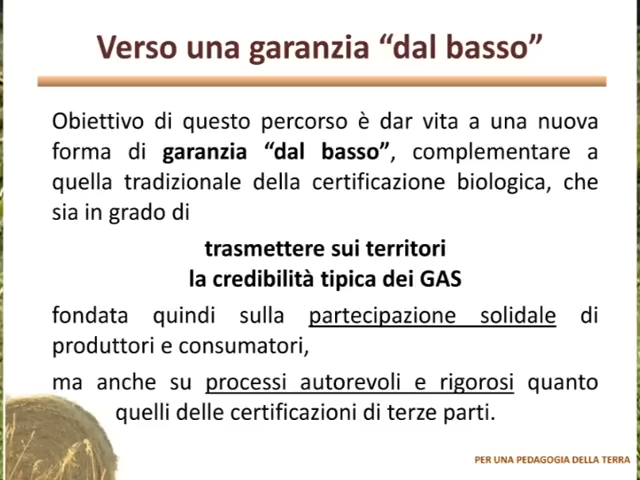 Verso una garanzia “dal basso”
Obiettivo di questo percorso è dar vita a una nuova
forma di garanzia “dal basso”, complementare a
quella tradizionale della certificazione biologica, che
sia in grado di
trasmettere sui territori
la credibilità tipica dei GAS
fondata quindi sulla partecipazione solidale di
produttori e consumatori,
ma anche su processi autorevoli e rigorosi quanto
quelli delle certificazioni di terze parti.
PER UNA PEDAGOGIA DELLA TERRA